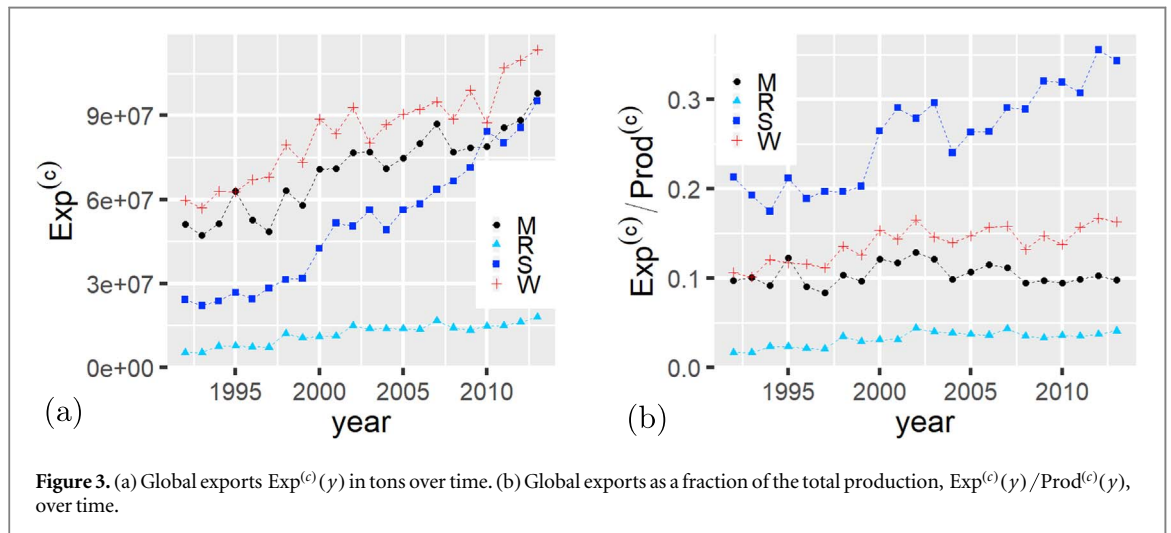 Exp(c)
9e+07
6e+07
3e+07
0e+00
1995 2000 2005 2010
year
M
R
S
W
(a)
Exp(c) / Prod(c)
0.3
0.2
0.1
0.0
1995 2000 2005 2010
year
M
R
S
W
(b)
Figure 3. (a) Global exports Exp(c)(y) in tons over time. (b) Global exports as a fraction of the total production, Exp(c)(y)/Prod(c)(y),
over time.